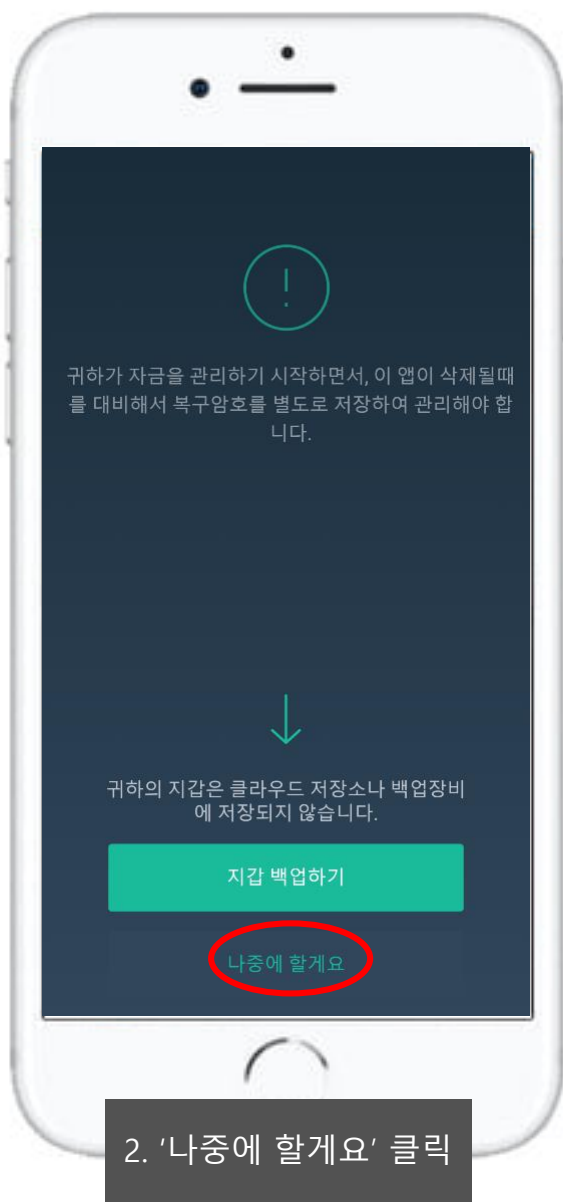 귀하가 자금을 관리하기 시작하면서, 이 앱이 삭제될때
를 대비해서 복구암호를 별도로 저장하여 관리해야 합
니다.
귀하의 지갑은 클라우드 저장소나 백업장비
에 저장되지 않습니다.
지갑 백업하기
나중에 할게요
2. ‘나중에 할게요’ 클릭